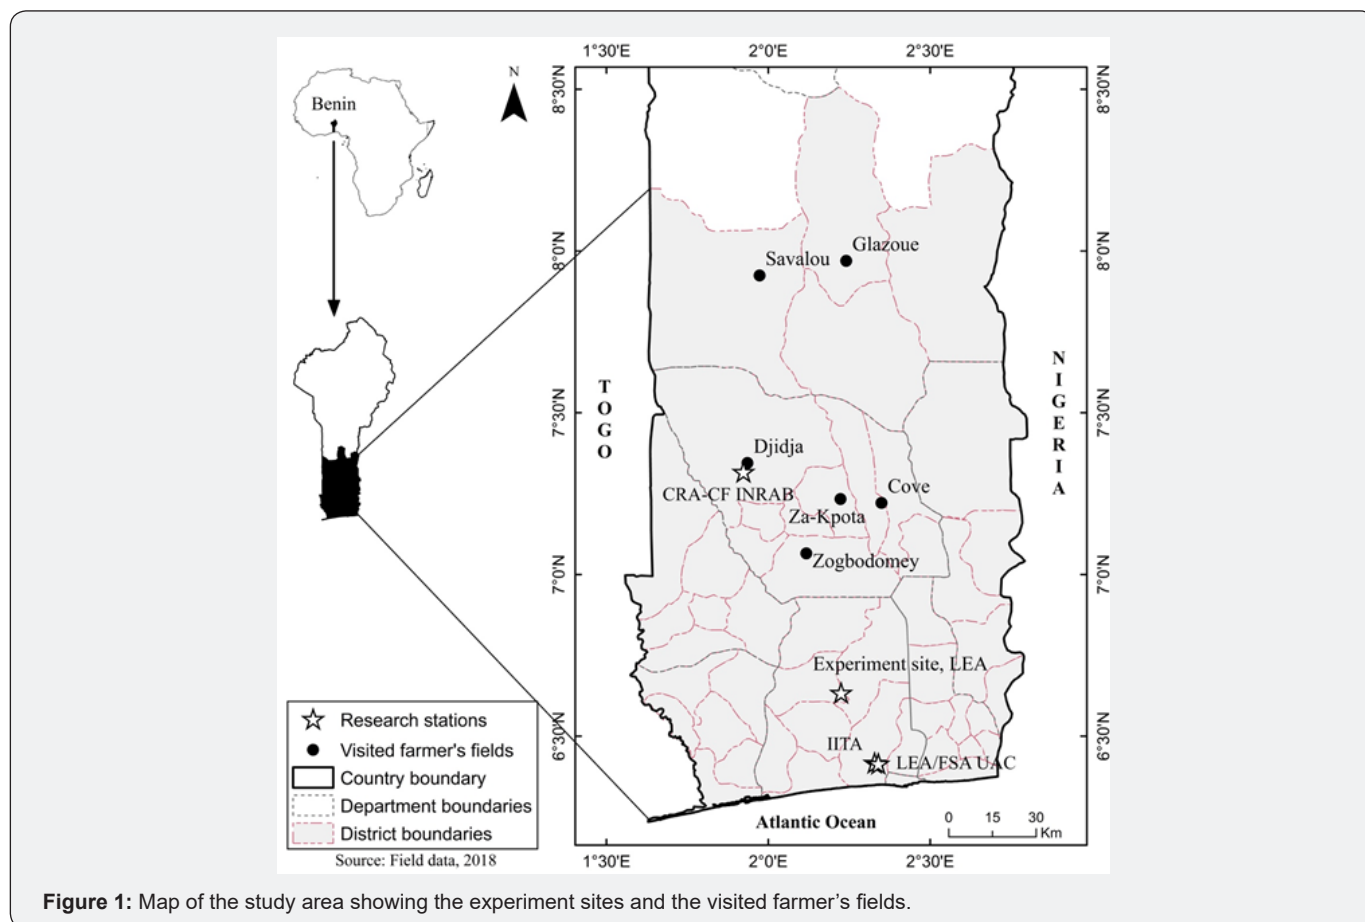 1°30'E
2°0'E
2°30'E
N
Benin
8°30'N
8°30'N
Glazoue
Savalou
8°0'N
8°0'N
TOGO
NIGERIA
7°30'N
7°30'N
Djidja
CRA-CF INRAB
Cove
Za-Kpota
Zogbodomey
7°0'N
7°0'N
Experiment site, LEA
6°30'N
6°30'N
IITA
LEA/FSA UAC
Atlantic Ocean
0 15 30
Km
Research stations
Visited farmer's fields
Country boundary
Department boundaries
District boundaries
Source: Field data, 2018
1°30'E
2°0'E
2°30'E
Figure 1: Map of the study area showing the experiment sites and the visited farmer’s fields.